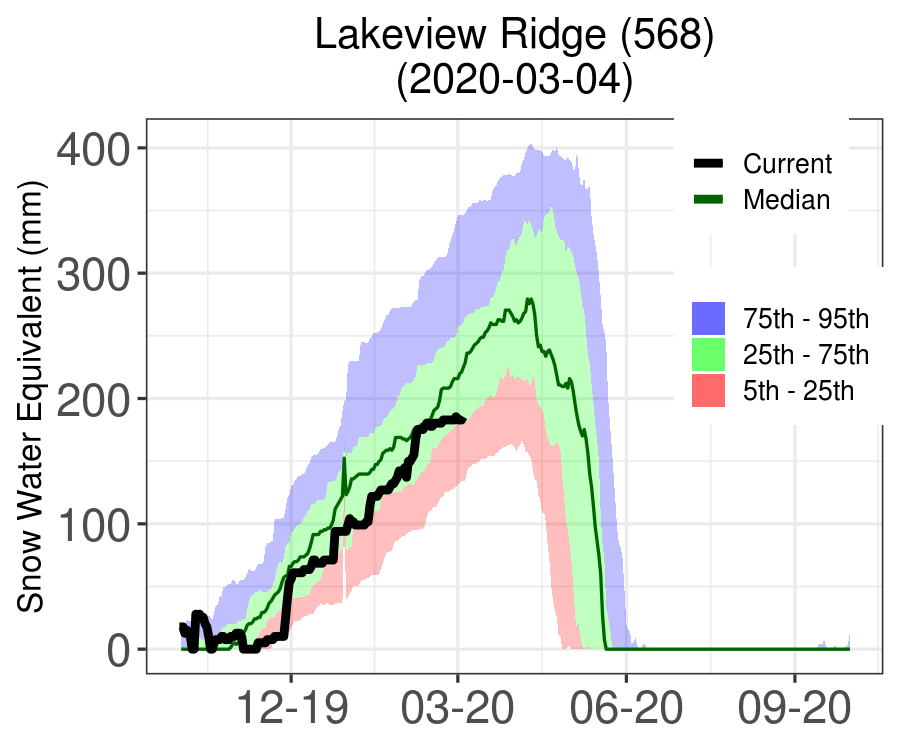 Lakeview Ridge (568)
(2020-03-04)
Snow Water Equivalent (mm)
400
300
200
100
0
12-19
03-20
06-20
09-20
Current
Median
75th - 95th
25th - 75th
5th - 25th